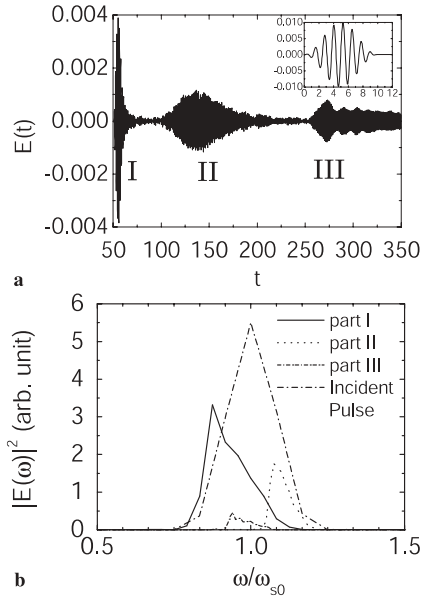 0.004
0.002
0.000
-0.002
-0.004
E(t)
0.010
0.005
0.000
-0.005
-0.010
0 2 4 6 8 10 12
I II III
50 100 150 200 250 300 350
t
a
6
5
4
3
2
1
0
|E(ω)|² (arb. unit)
part I
part II
part III
Incident
Pulse
0.5 1.0 1.5
ω/ωs0
b